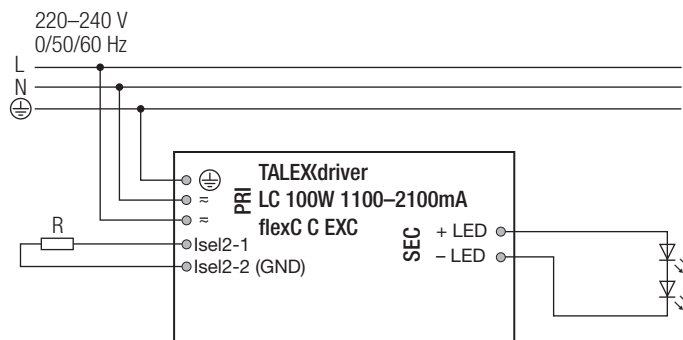 220–240 V
0/50/60 Hz
L
N
PRI
≂
≂
Isel2-1
Isel2-2 (GND)
R
TALEXdriver
LC 100W 1100–2100mA
flexC C EXC
SEC
+ LED
– LED